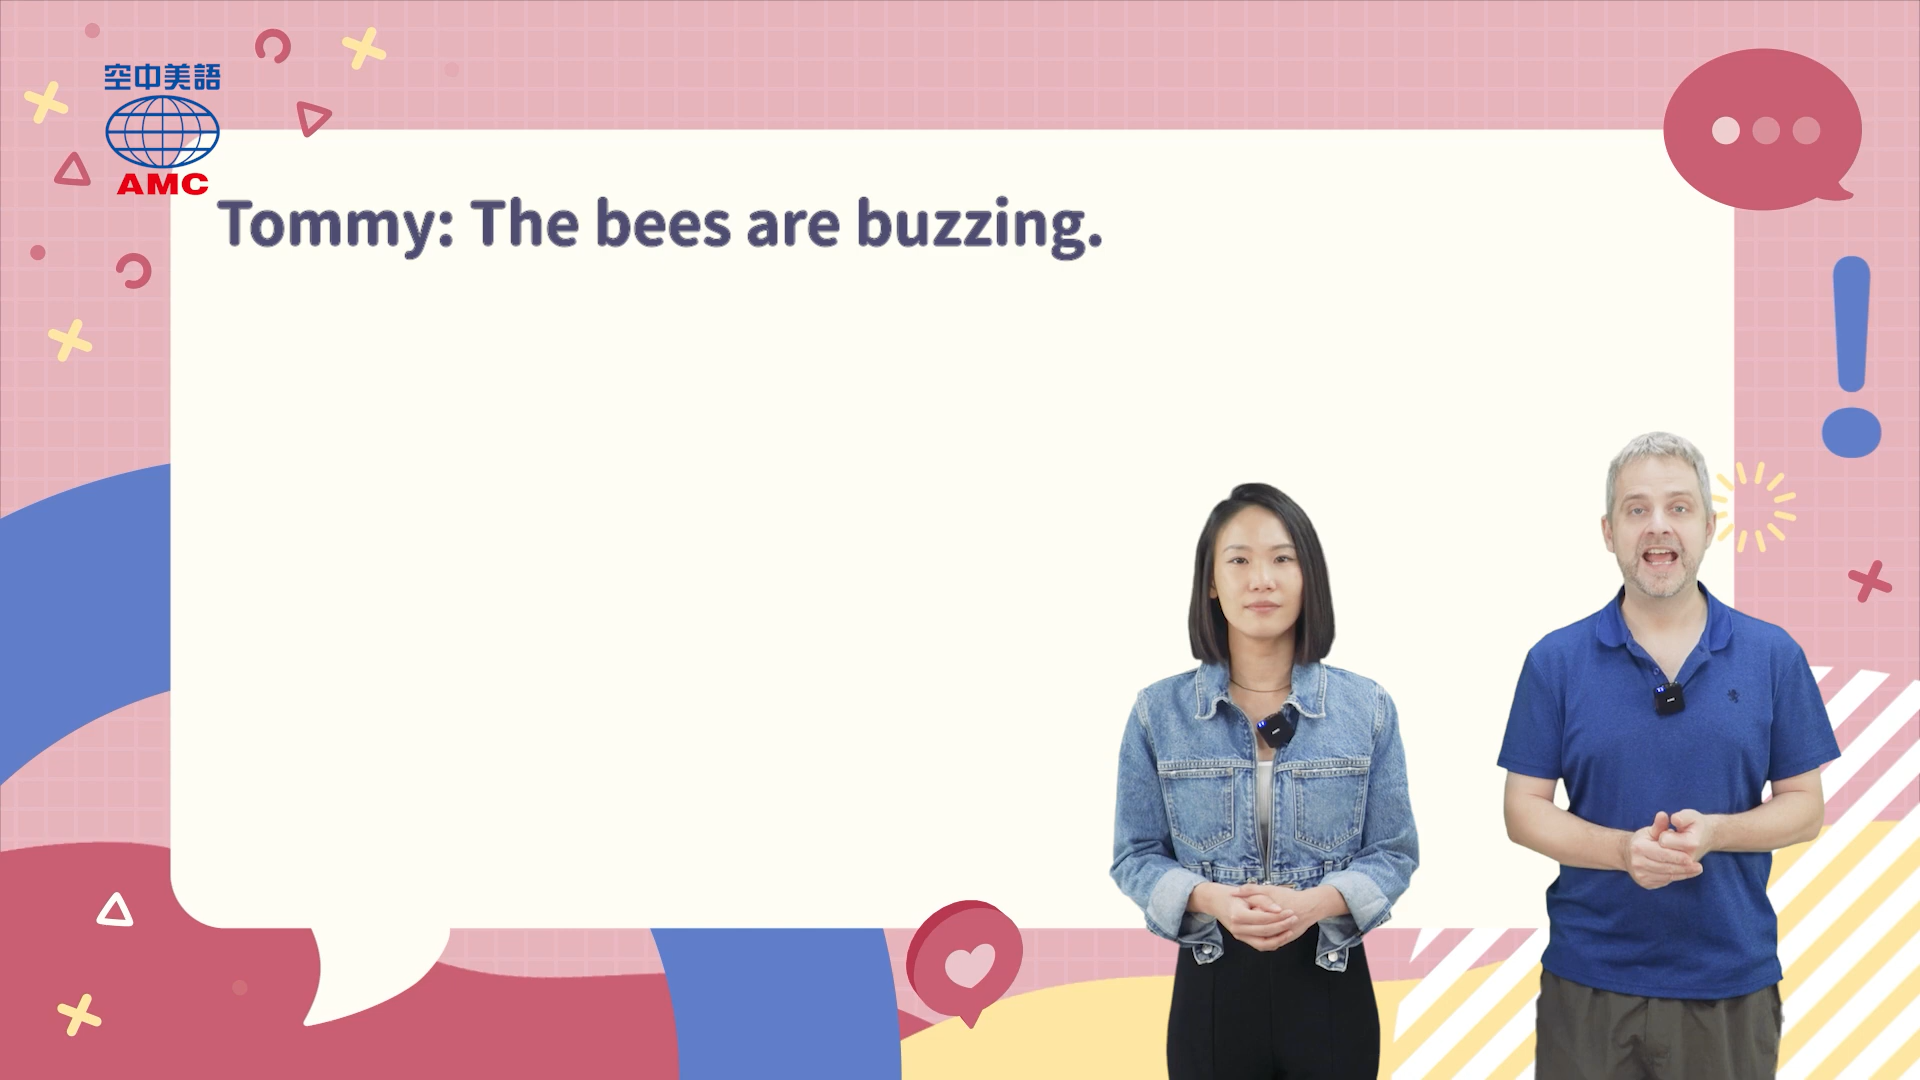 空中美語
AMC
Tommy: The bees are buzzing.